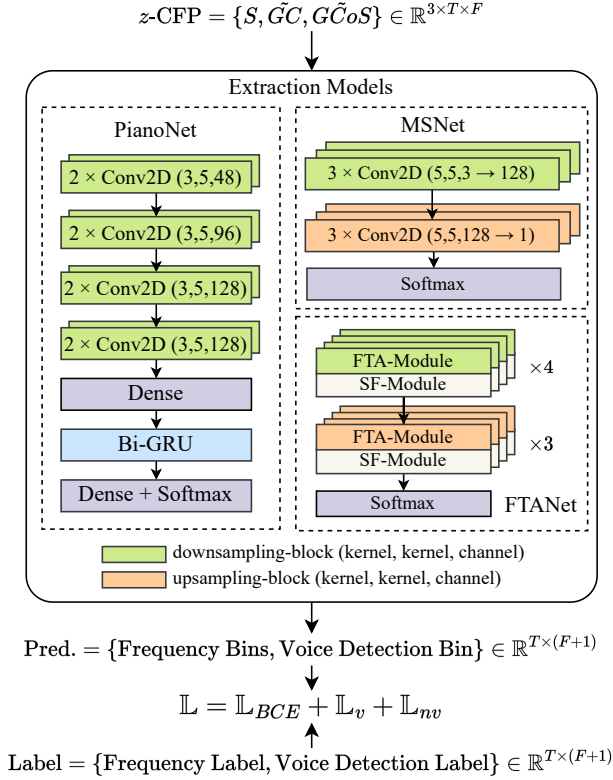 z-CFP = {S, G̃C, GC̃oS} ∈ ℝ^{3×T×F}
Extraction Models
PianoNet
2 × Conv2D (3,5,48)
2 × Conv2D (3,5,96)
2 × Conv2D (3,5,128)
2 × Conv2D (3,5,128)
Dense
Bi-GRU
Dense + Softmax
MSNet
3 × Conv2D (5,5,3 → 128)
3 × Conv2D (5,5,128 → 1)
Softmax
FTA-Module
SF-Module
×4
FTA-Module
SF-Module
×3
Softmax
FTANet
downsampling-block (kernel, kernel, channel)
upsampling-block (kernel, kernel, channel)
Pred. = {Frequency Bins, Voice Detection Bin} ∈ ℝ^{T×(F+1)}
𝕃 = 𝕃_{BCE} + 𝕃_{v} + 𝕃_{nv}
Label = {Frequency Label, Voice Detection Label} ∈ ℝ^{T×(F+1)}